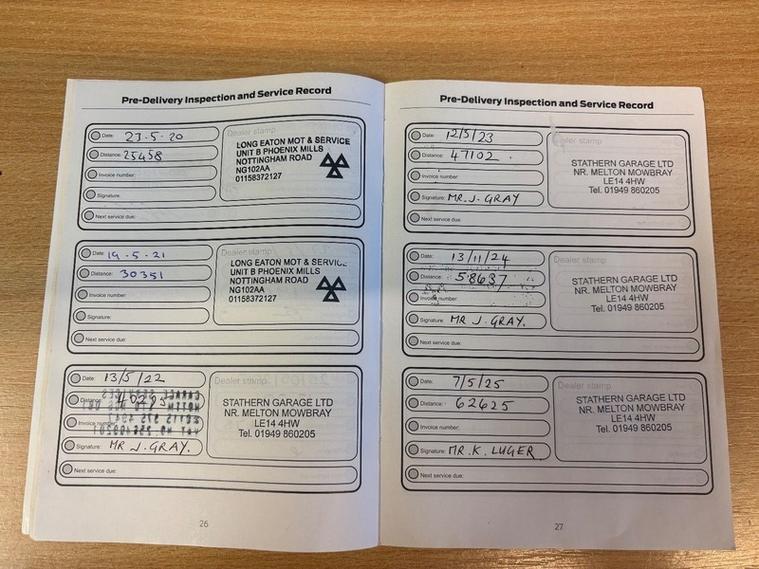 Pre-Delivery Inspection and Service Record
Date: 23.5.20
Distance: 25458
Invoice number:
Signature:
Next service due:
Dealer stamp
LONG EATON MOT & SERVICE
UNIT B PHOENIX MILLS
NOTTINGHAM ROAD
NG102AA
01158372127
Date: 19.5.21
Distance: 30351
Invoice number:
Signature:
Next service due:
Dealer stamp
LONG EATON MOT & SERVICE
UNIT B PHOENIX MILLS
NOTTINGHAM ROAD
NG102AA
01158372127
Date: 13/5/22
Distance: 40295
Invoice number:
Signature: MR J. GRAY.
Next service due:
Dealer stamp
STATHERN GARAGE LTD
NR. MELTON MOWBRAY
LE14 4HW
Tel. 01949 860205
26
Pre-Delivery Inspection and Service Record
Date: 12/5/23
Distance: 47102
Invoice number:
Signature: MR. J. GRAY
Next service due:
Dealer stamp
STATHERN GARAGE LTD
NR. MELTON MOWBRAY
LE14 4HW
Tel. 01949 860205
Date: 13/11/24
Distance: 58637
Invoice number:
Signature: MR J. GRAY.
Next service due:
Dealer stamp
STATHERN GARAGE LTD
NR. MELTON MOWBRAY
LE14 4HW
Tel. 01949 860205
Date: 7/5/25
Distance: 62625
Invoice number:
Signature: MR. K. LUGER
Next service due:
Dealer stamp
STATHERN GARAGE LTD
NR. MELTON MOWBRAY
LE14 4HW
Tel. 01949 860205
27